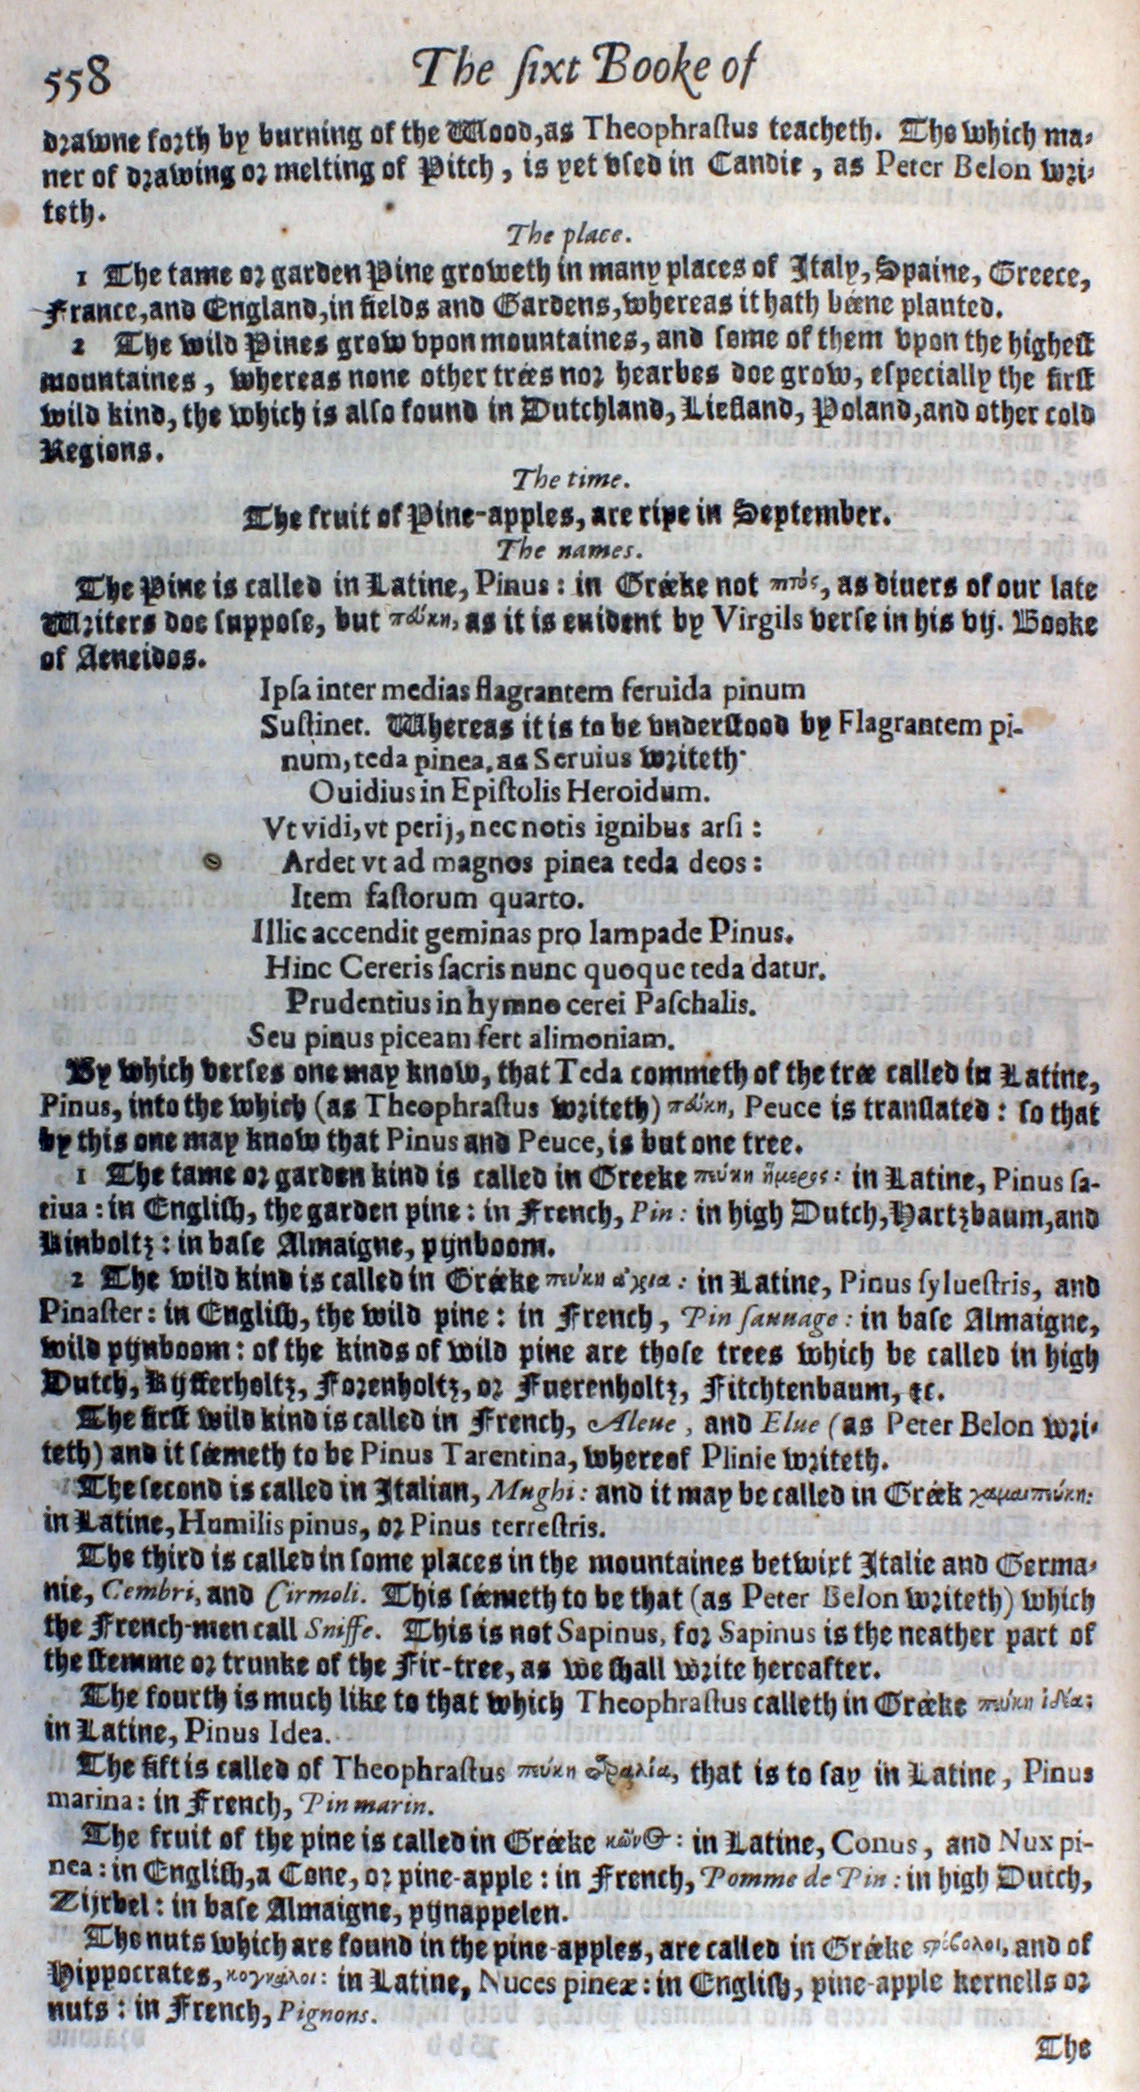 558 The ſixt Booke of
drawne forth by burning of the Wood, as Theophraſtus teacheth. The which ma-
ner of drawing or melting of Pitch, is yet vſed in Candie, as Peter Belon wri-
teth.
The place.
1 The tame or garden Pine groweth in many places of Italy, Spaine, Greece,
France, and England, in fields and Gardens, whereas it hath beene planted.
2 The wild Pines grow vpon mountaines, and ſome of them vpon the higheſt
mountaines, whereas none other trees nor hearbes doe grow, eſpecially the firſt
wild kind, the which is alſo found in Dutchland, Liefland, Poland, and other cold
Regions.
The time.
The fruit of Pine-apples, are ripe in September.
The names.
The Pine is called in Latine, Pinus: in Greeke not πιτύς, as diuers of our late
Writers doe ſuppoſe, but πεύκη, as it is euident by Virgils verſe in his vij. Booke
of Aeneidos.
Ipſa inter medias flagrantem feruida pinum
Suſtinet. Whereas it is to be vnderſtood by Flagrantem pi-
num, teda pinea, as Seruius writeth·
Ouidius in Epiſtolis Heroidum.
Vt vidi, vt perij, nec notis ignibus arſi:
Ardet vt ad magnos pinea teda deos:
Item faſtorum quarto.
Illic accendit geminas pro lampade Pinus.
Hinc Cereris ſacris nunc quoque teda datur.
Prudentius in hymno cerei Paſchalis.
Seu pinus piceam fert alimoniam.
By which verſes one may know, that Teda commeth of the tree called in Latine,
Pinus, into the which (as Theophraſtus writeth) πεύκη, Peuce is tranſlated: ſo that
by this one may know that Pinus and Peuce, is but one tree.
1 The tame or garden kind is called in Greeke πεύκη ἥμερος: in Latine, Pinus ſa-
tiua: in Engliſh, the garden pine: in French, Pin: in high Dutch, Hartzbaum, and
Kinboltz: in baſe Almaigne, pijnboom.
2 The wild kind is called in Greeke πεύκη ἀγρια: in Latine, Pinus ſylueſtris, and
Pinaſter: in Engliſh, the wild pine: in French, Pin ſauuage: in baſe Almaigne,
wild pijnboom: of the kinds of wild pine are thoſe trees which be called in high
Dutch, Kyfferholtz, Forenholtz, or Fuerenholtz, Fitchtenbaum, &c.
The firſt wild kind is called in French, Aleue, and Elue (as Peter Belon wri-
teth) and it ſeemeth to be Pinus Tarentina, whereof Plinie writeth.
The ſecond is called in Italian, Mughi: and it may be called in Greek χαμαιπεύκη:
in Latine, Humilis pinus, or Pinus terreſtris.
The third is called in ſome places in the mountaines betwixt Italie and Germa-
nie, Cembri, and Cirmoli. This ſeemeth to be that (as Peter Belon writeth) which
the French-men call Sniffe. This is not Sapinus, for Sapinus is the neather part of
the ſtemme or trunke of the Fir-tree, as we ſhall write hereafter.
The fourth is much like to that which Theophraſtus calleth in Greeke πεύκη ἰδαία:
in Latine, Pinus Idea.
The fift is called of Theophraſtus πεύκη παραλία, that is to ſay in Latine, Pinus
marina: in French, Pin marin.
The fruit of the pine is called in Greeke κῶνος: in Latine, Conus, and Nux pi-
nea: in Engliſh, a Cone, or pine-apple: in French, Pomme de Pin: in high Dutch,
Zijrbel: in baſe Almaigne, pijnappelen.
The nuts which are found in the pine-apples, are called in Greeke ςρόβολοι, and of
Hippocrates, κόγκαλοι: in Latine, Nuces pineæ: in Engliſh, pine-apple kernells or
nuts: in French, Pignons.
The